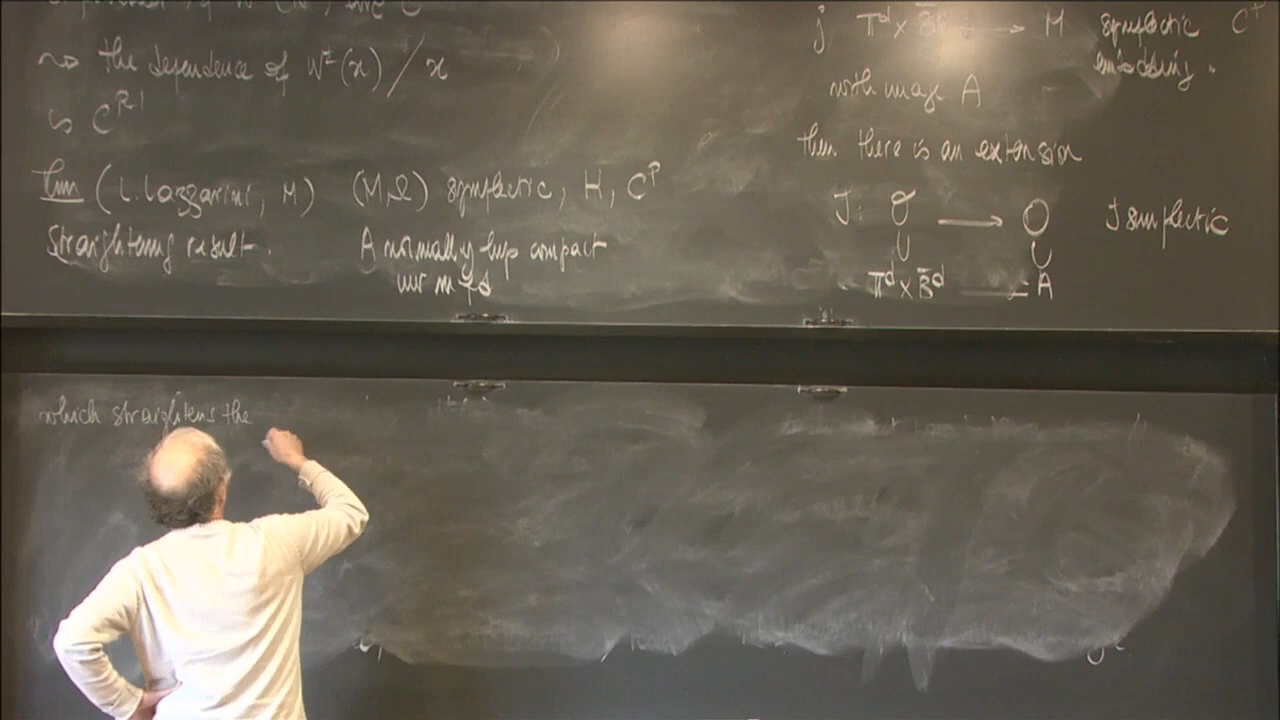 ⇝ the dependence of W^±(x) / x
is C^{p-1}
Thm (L. Lazzarini, M) (M, Ω) symplectic, H, C^p
Straightening result. A normally hyp compact
inv mfd
j 𝕋^d × B̄ ⟶ M symplectic C^p
embedding.
with image A
then there is an extension
J: 𝒪 ⟶ O J symplectic
∪ ∪
𝕋^d × B̄^d A
which straightens the